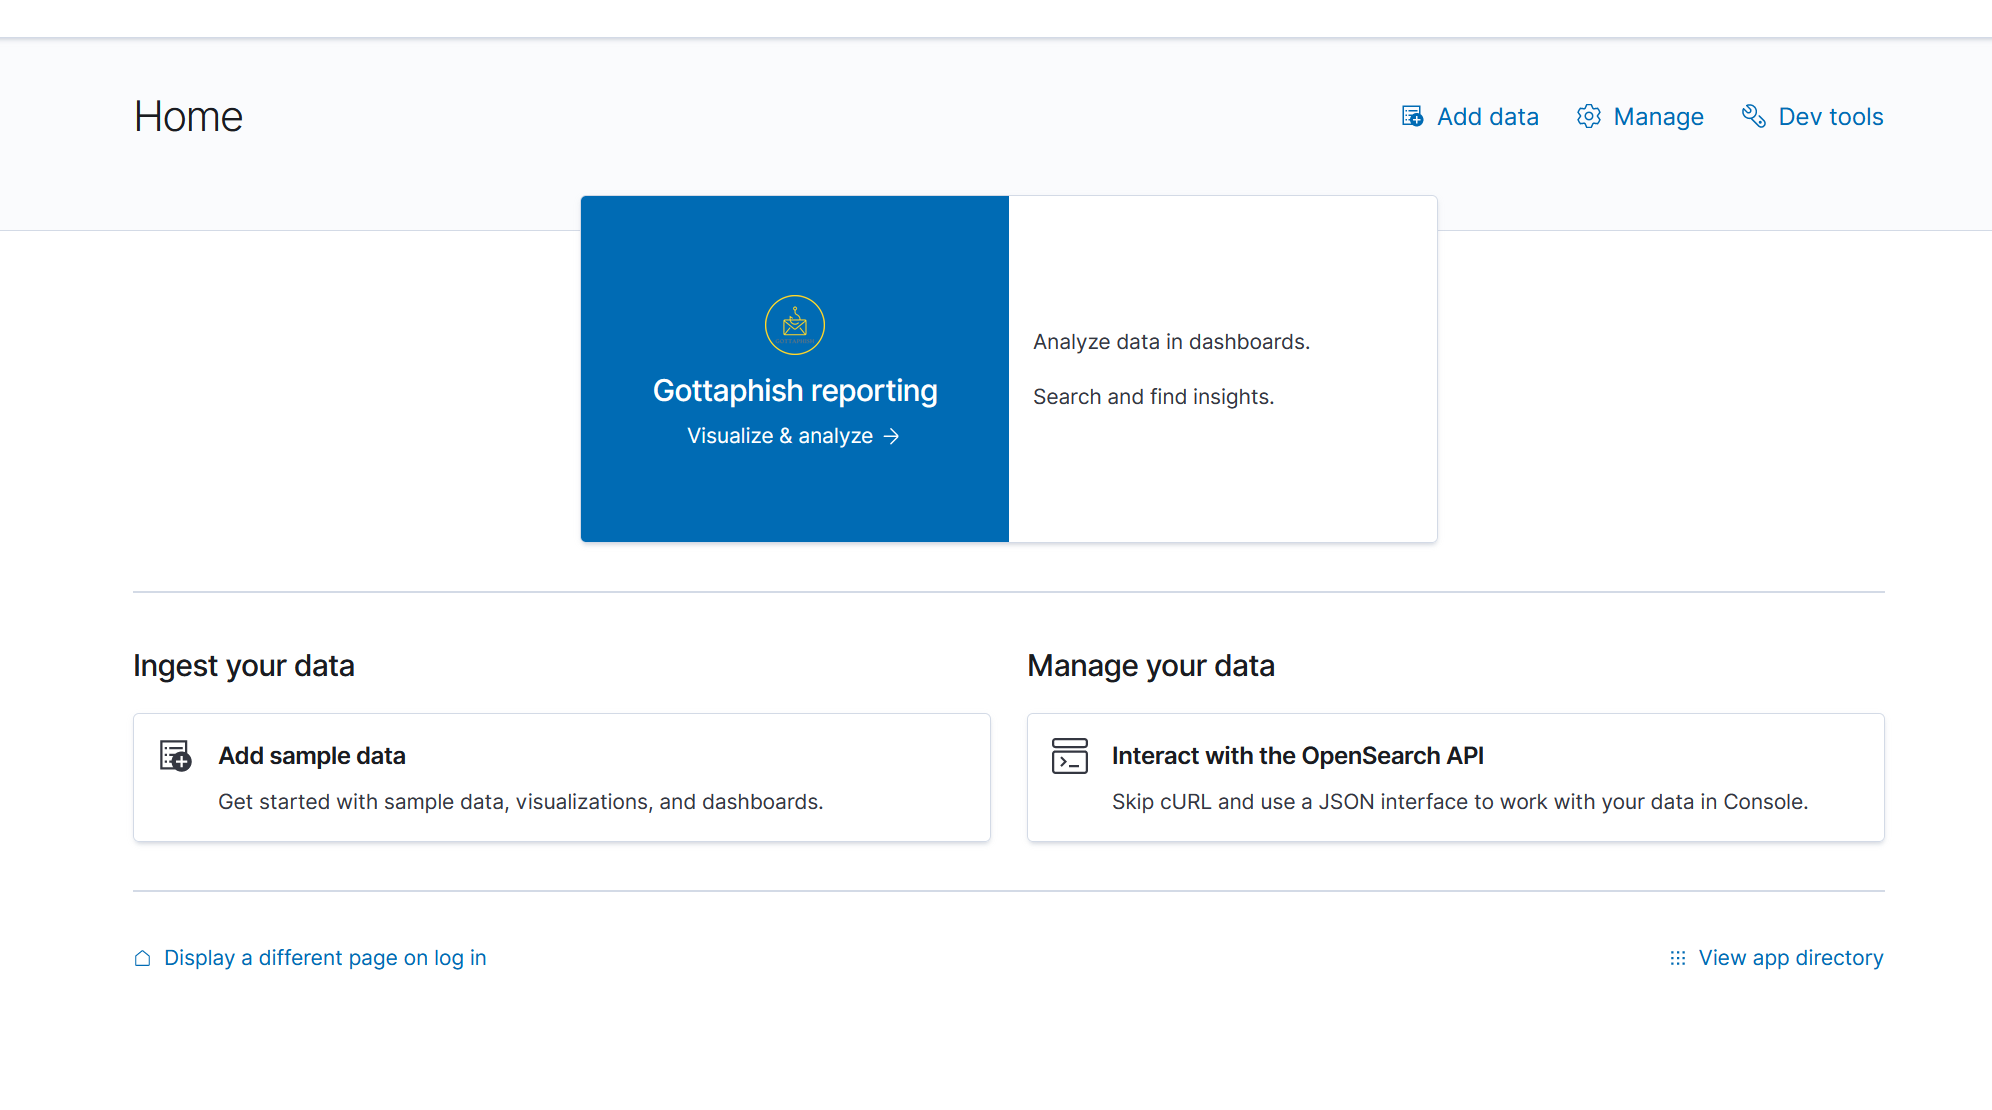 Home
Add data
Manage
Dev tools
Gottaphish reporting
Visualize & analyze
Analyze data in dashboards.
Search and find insights.
Ingest your data
Manage your data
Add sample data
Get started with sample data, visualizations, and dashboards.
Interact with the OpenSearch API
Skip cURL and use a JSON interface to work with your data in Console.
Display a different page on log in
View app directory